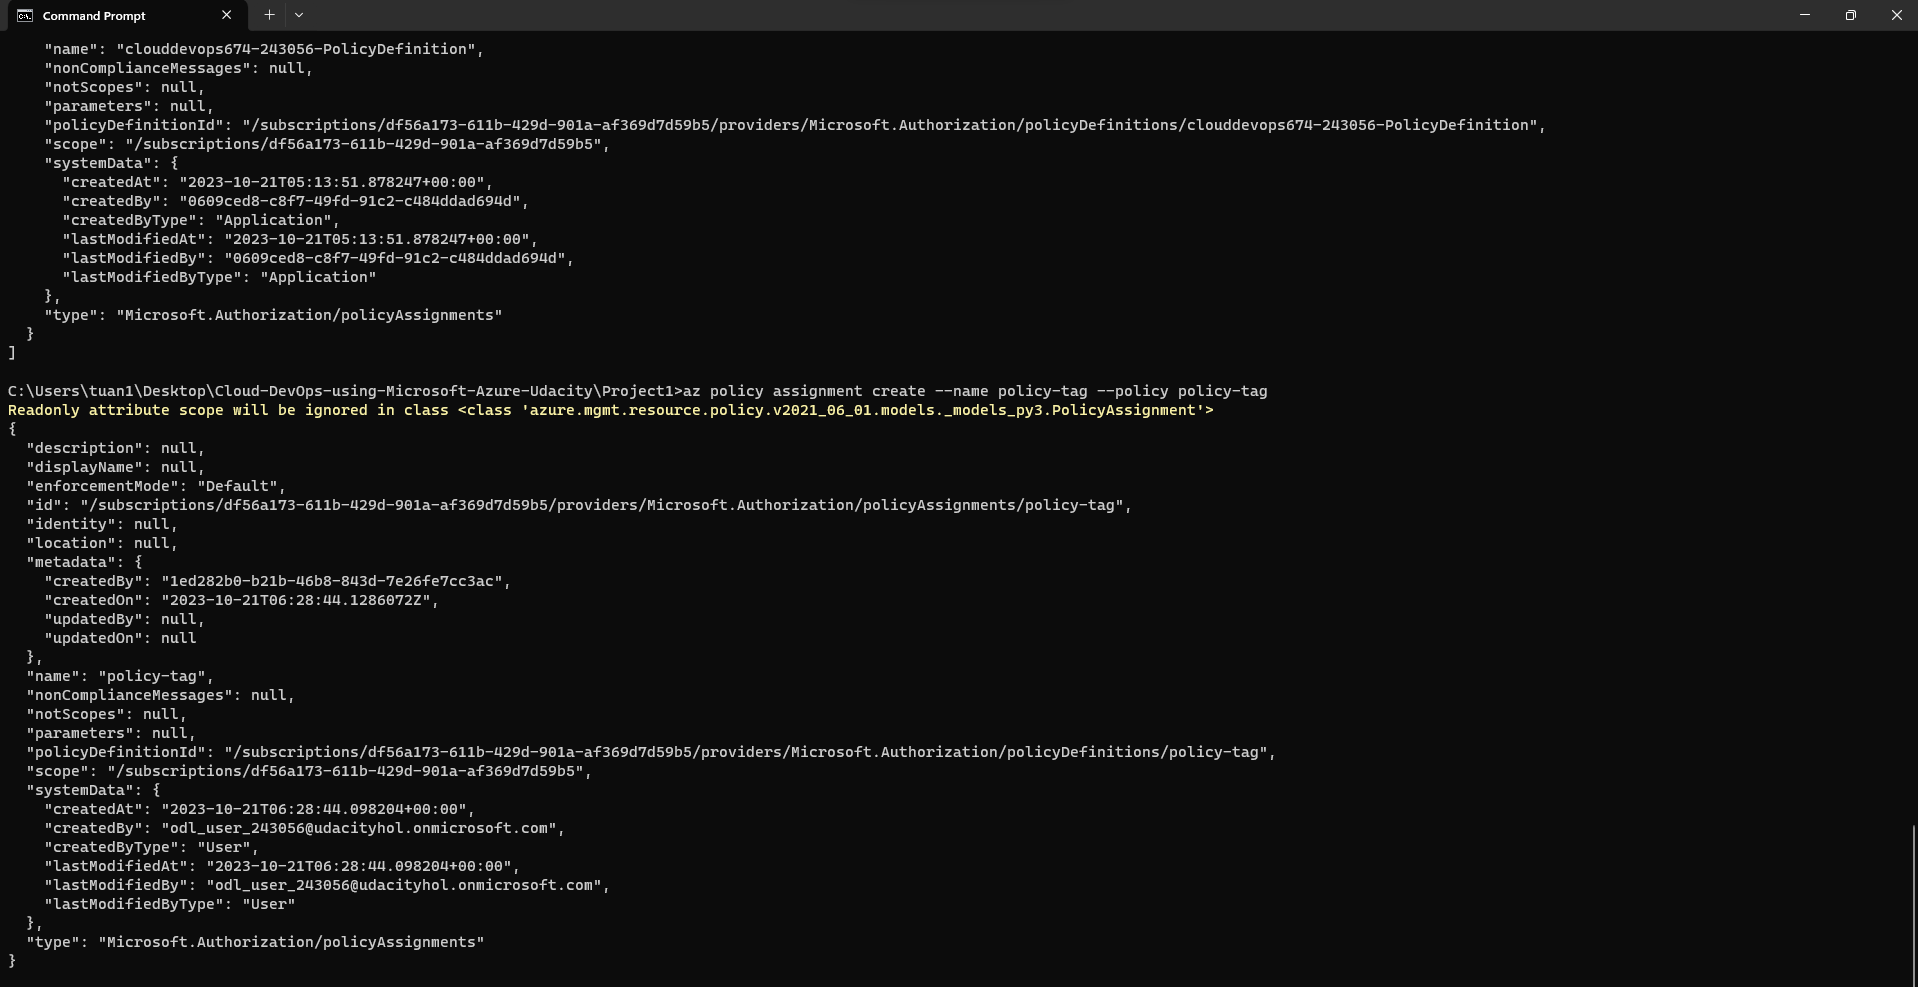 Command Prompt
    "name": "clouddevops674-243056-PolicyDefinition",
    "nonComplianceMessages": null,
    "notScopes": null,
    "parameters": null,
    "policyDefinitionId": "/subscriptions/df56a173-611b-429d-901a-af369d7d59b5/providers/Microsoft.Authorization/policyDefinitions/clouddevops674-243056-PolicyDefinition",
    "scope": "/subscriptions/df56a173-611b-429d-901a-af369d7d59b5",
    "systemData": {
      "createdAt": "2023-10-21T05:13:51.878247+00:00",
      "createdBy": "0609ced8-c8f7-49fd-91c2-c484ddad694d",
      "createdByType": "Application",
      "lastModifiedAt": "2023-10-21T05:13:51.878247+00:00",
      "lastModifiedBy": "0609ced8-c8f7-49fd-91c2-c484ddad694d",
      "lastModifiedByType": "Application"
    },
    "type": "Microsoft.Authorization/policyAssignments"
  }
]
C:\Users\tuan1\Desktop\Cloud-DevOps-using-Microsoft-Azure-Udacity\Project1>az policy assignment create --name policy-tag --policy policy-tag
Readonly attribute scope will be ignored in class <class 'azure.mgmt.resource.policy.v2021_06_01.models._models_py3.PolicyAssignment'>
{
  "description": null,
  "displayName": null,
  "enforcementMode": "Default",
  "id": "/subscriptions/df56a173-611b-429d-901a-af369d7d59b5/providers/Microsoft.Authorization/policyAssignments/policy-tag",
  "identity": null,
  "location": null,
  "metadata": {
    "createdBy": "1ed282b0-b21b-46b8-843d-7e26fe7cc3ac",
    "createdOn": "2023-10-21T06:28:44.1286072Z",
    "updatedBy": null,
    "updatedOn": null
  },
  "name": "policy-tag",
  "nonComplianceMessages": null,
  "notScopes": null,
  "parameters": null,
  "policyDefinitionId": "/subscriptions/df56a173-611b-429d-901a-af369d7d59b5/providers/Microsoft.Authorization/policyDefinitions/policy-tag",
  "scope": "/subscriptions/df56a173-611b-429d-901a-af369d7d59b5",
  "systemData": {
    "createdAt": "2023-10-21T06:28:44.098204+00:00",
    "createdBy": "odl_user_243056@udacityhol.onmicrosoft.com",
    "createdByType": "User",
    "lastModifiedAt": "2023-10-21T06:28:44.098204+00:00",
    "lastModifiedBy": "odl_user_243056@udacityhol.onmicrosoft.com",
    "lastModifiedByType": "User"
  },
  "type": "Microsoft.Authorization/policyAssignments"
}